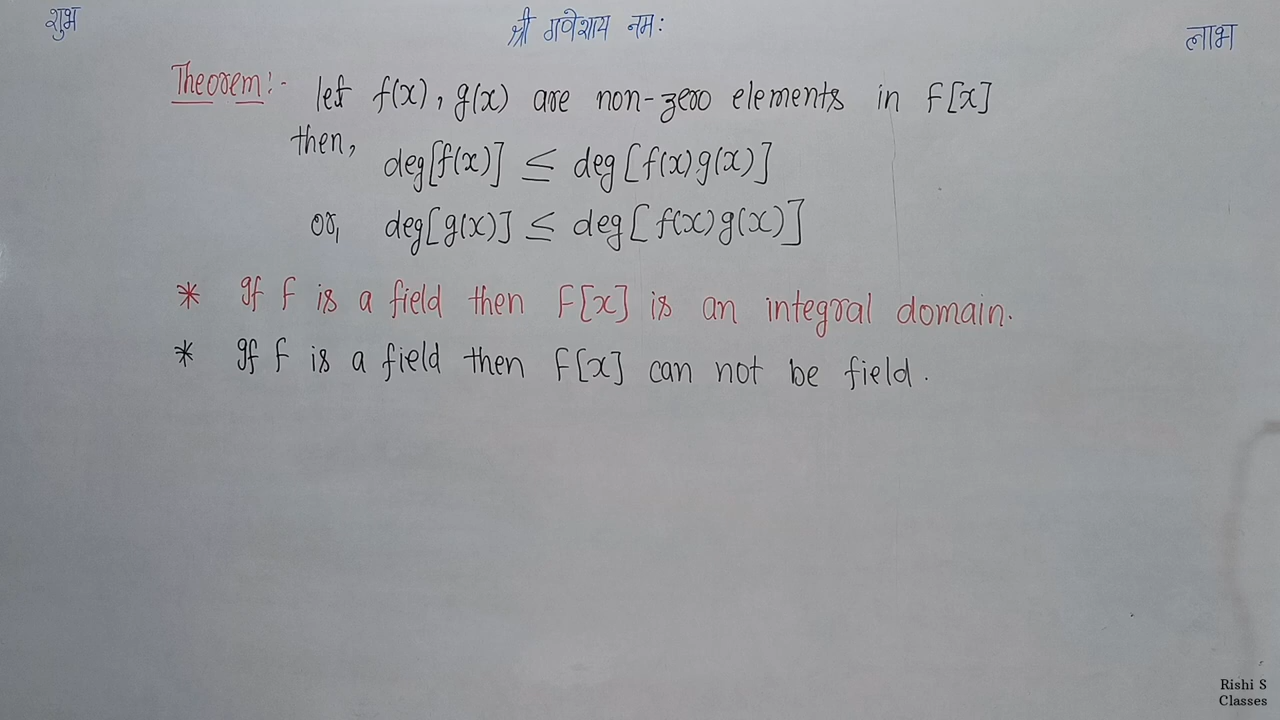 शुभ
श्री गणेशाय नम:
लाभ
Theorem:- let f(x), g(x) are non-zero elements in F[x]
then,
deg[f(x)] ≤ deg[f(x)g(x)]
or, deg[g(x)] ≤ deg[f(x)g(x)]
* If F is a field then F[x] is an integral domain.
* If F is a field then F[x] can not be field.
Rishi S
Classes